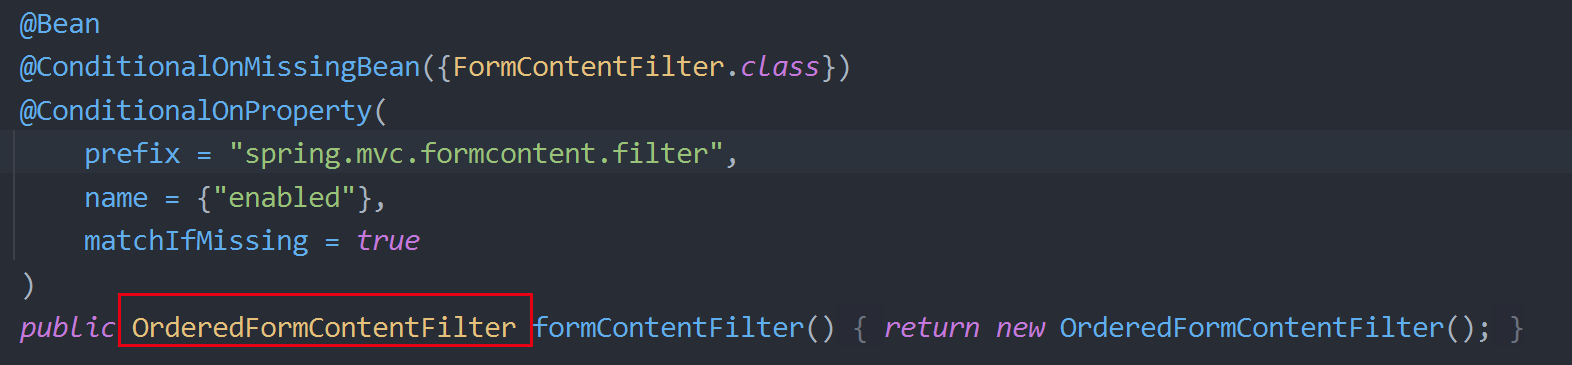 @Bean
@ConditionalOnMissingBean({FormContentFilter.class})
@ConditionalOnProperty(
    prefix = "spring.mvc.formcontent.filter",
    name = {"enabled"},
    matchIfMissing = true
)
public OrderedFormContentFilter formContentFilter() { return new OrderedFormContentFilter(); }